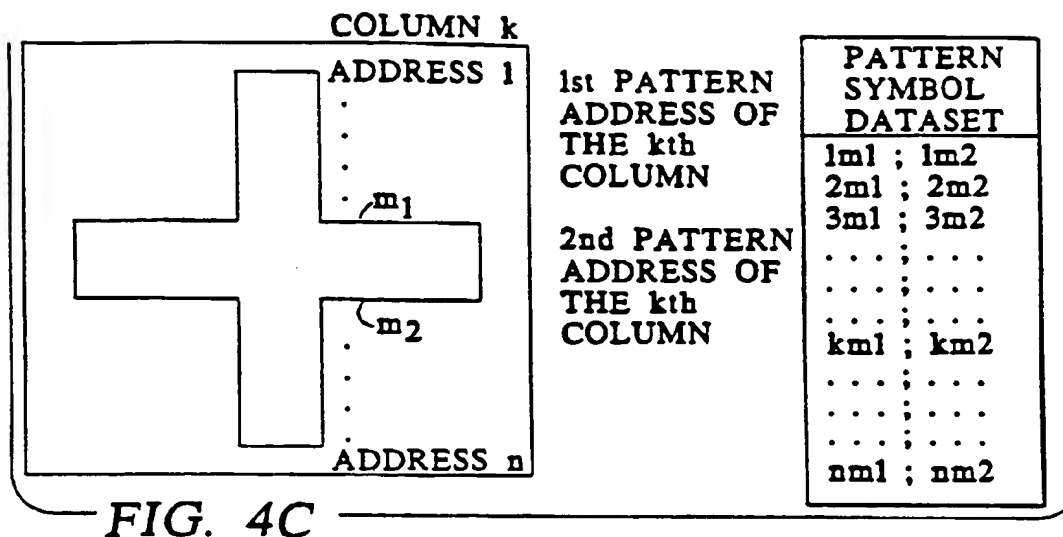 COLUMN k
ADDRESS 1
.
.
.
.
m1
m2
.
.
.
.
ADDRESS n
1st PATTERN
ADDRESS OF
THE kth
COLUMN
2nd PATTERN
ADDRESS OF
THE kth
COLUMN
PATTERN
SYMBOL
DATASET
1m1 ; 1m2
2m1 ; 2m2
3m1 ; 3m2
. . . ; . . .
. . . ; . . .
. . . ; . . .
km1 ; km2
. . . ; . . .
. . . ; . . .
. . . ; . . .
nm1 ; nm2
FIG. 4C